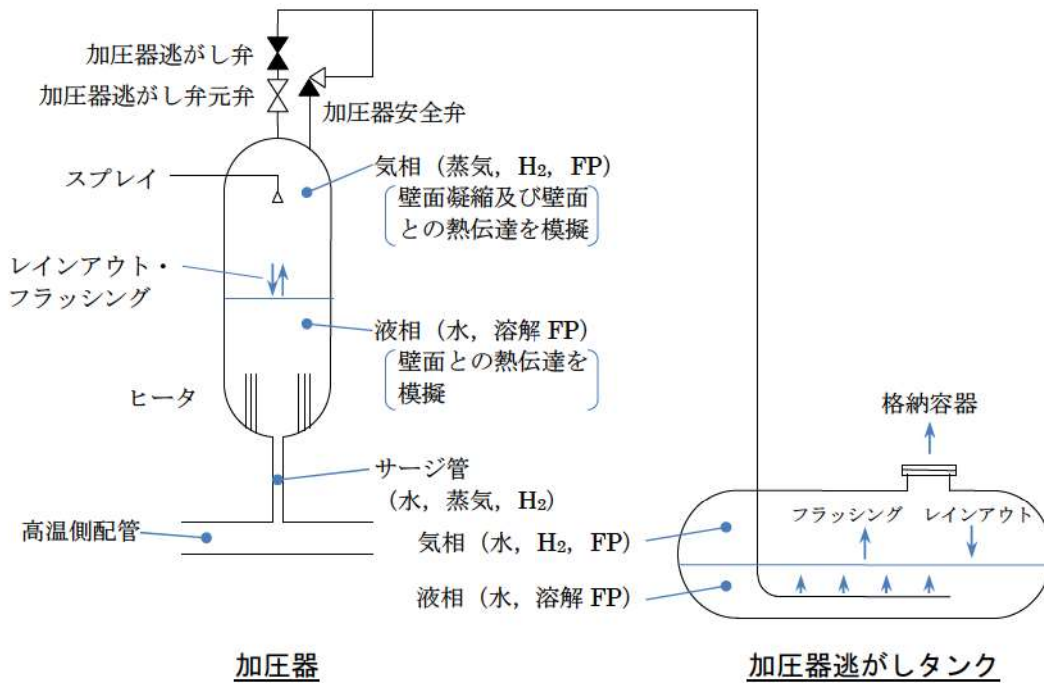 加圧器逃がし弁
加圧器逃がし弁元弁
加圧器安全弁
スプレイ
気相（蒸気，H₂，FP）
壁面凝縮及び壁面
との熱伝達を模擬
レインアウト・
フラッシング
液相（水，溶解 FP）
壁面との熱伝達を
模擬
ヒータ
サージ管
（水，蒸気，H₂）
高温側配管
加圧器
格納容器
フラッシング
レインアウト
気相（水，H₂，FP）
液相（水，溶解 FP）
加圧器逃がしタンク